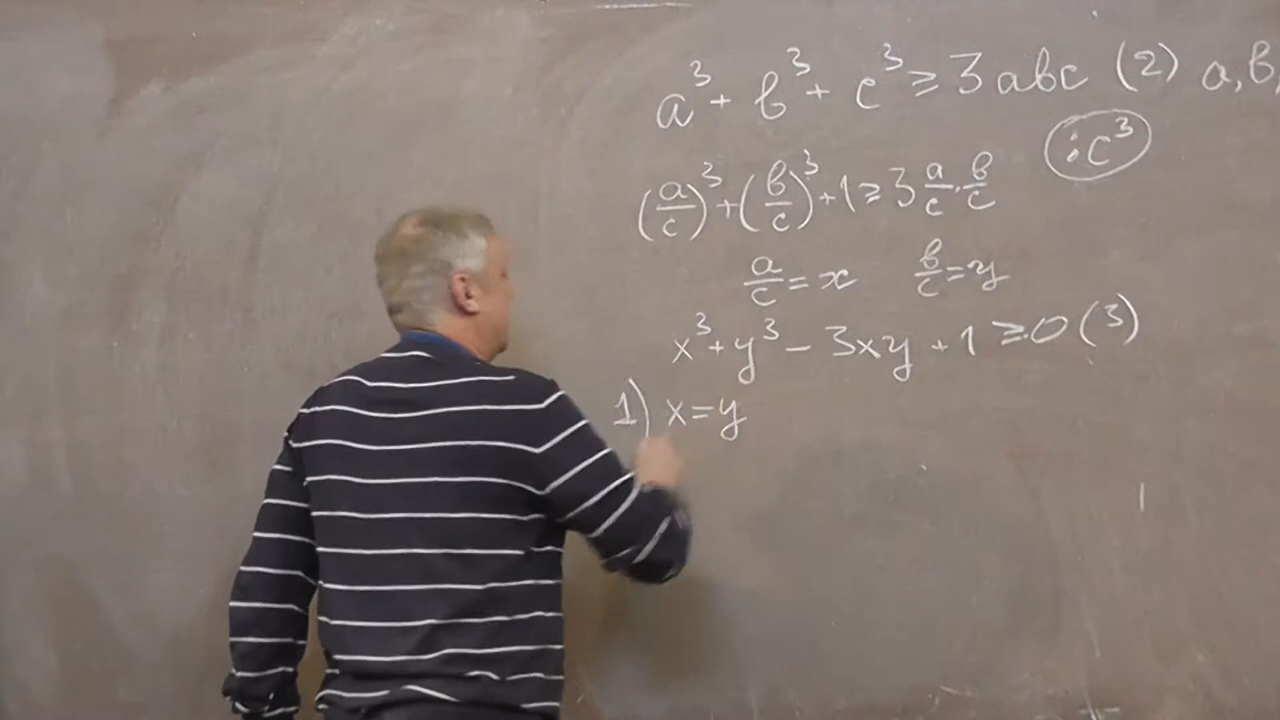 a³ + b³ + c³ ≥ 3abc (2) a, b,
:c³
(a/c)³ + (b/c)³ + 1 ≥ 3 a/c · b/c
a/c = x b/c = y
x³ + y³ - 3xy + 1 ≥ 0 (3)
1) x = y